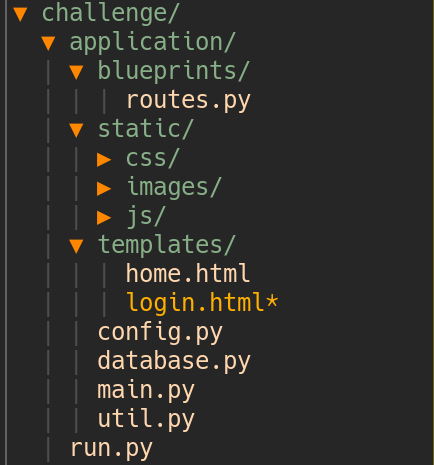 ▼ challenge/
▼ application/
▼ blueprints/
routes.py
▼ static/
▶ css/
▶ images/
▶ js/
▼ templates/
home.html
login.html*
config.py
database.py
main.py
util.py
run.py